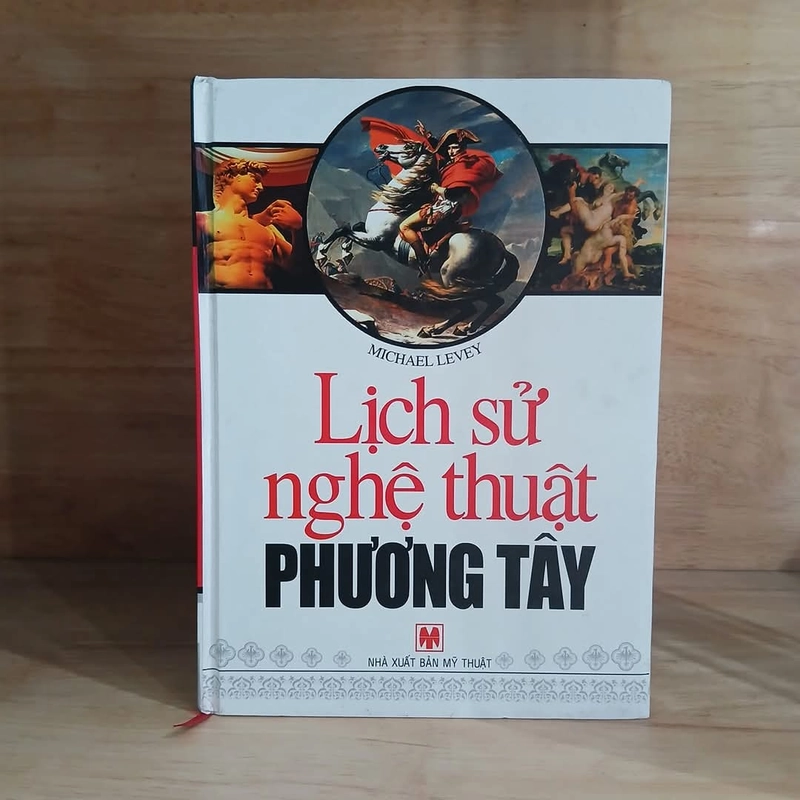 MICHAEL LEVEY
Lịch sử
nghệ thuật
PHƯƠNG TÂY
NHÀ XUẤT BẢN MỸ THUẬT